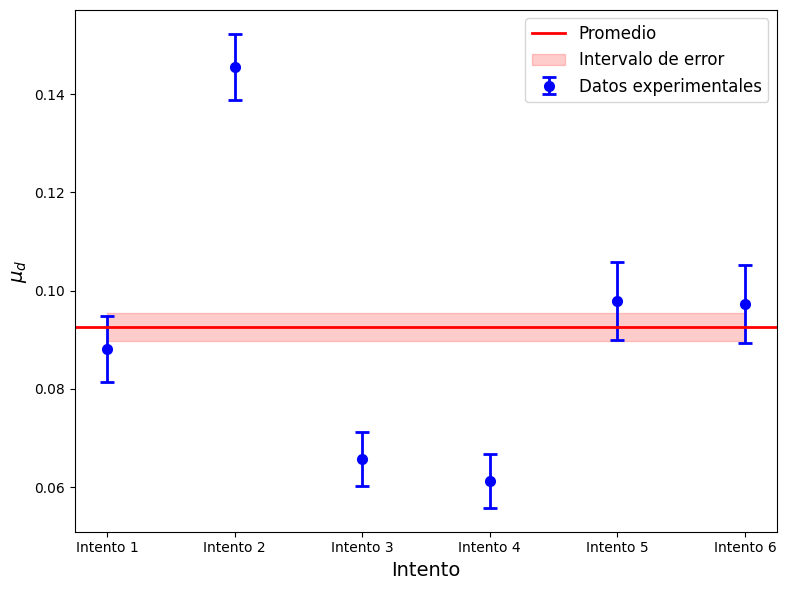 Promedio
Intervalo de error
Datos experimentales
0.14
0.12
0.10
0.08
0.06
μd
Intento 1 Intento 2 Intento 3 Intento 4 Intento 5 Intento 6
Intento